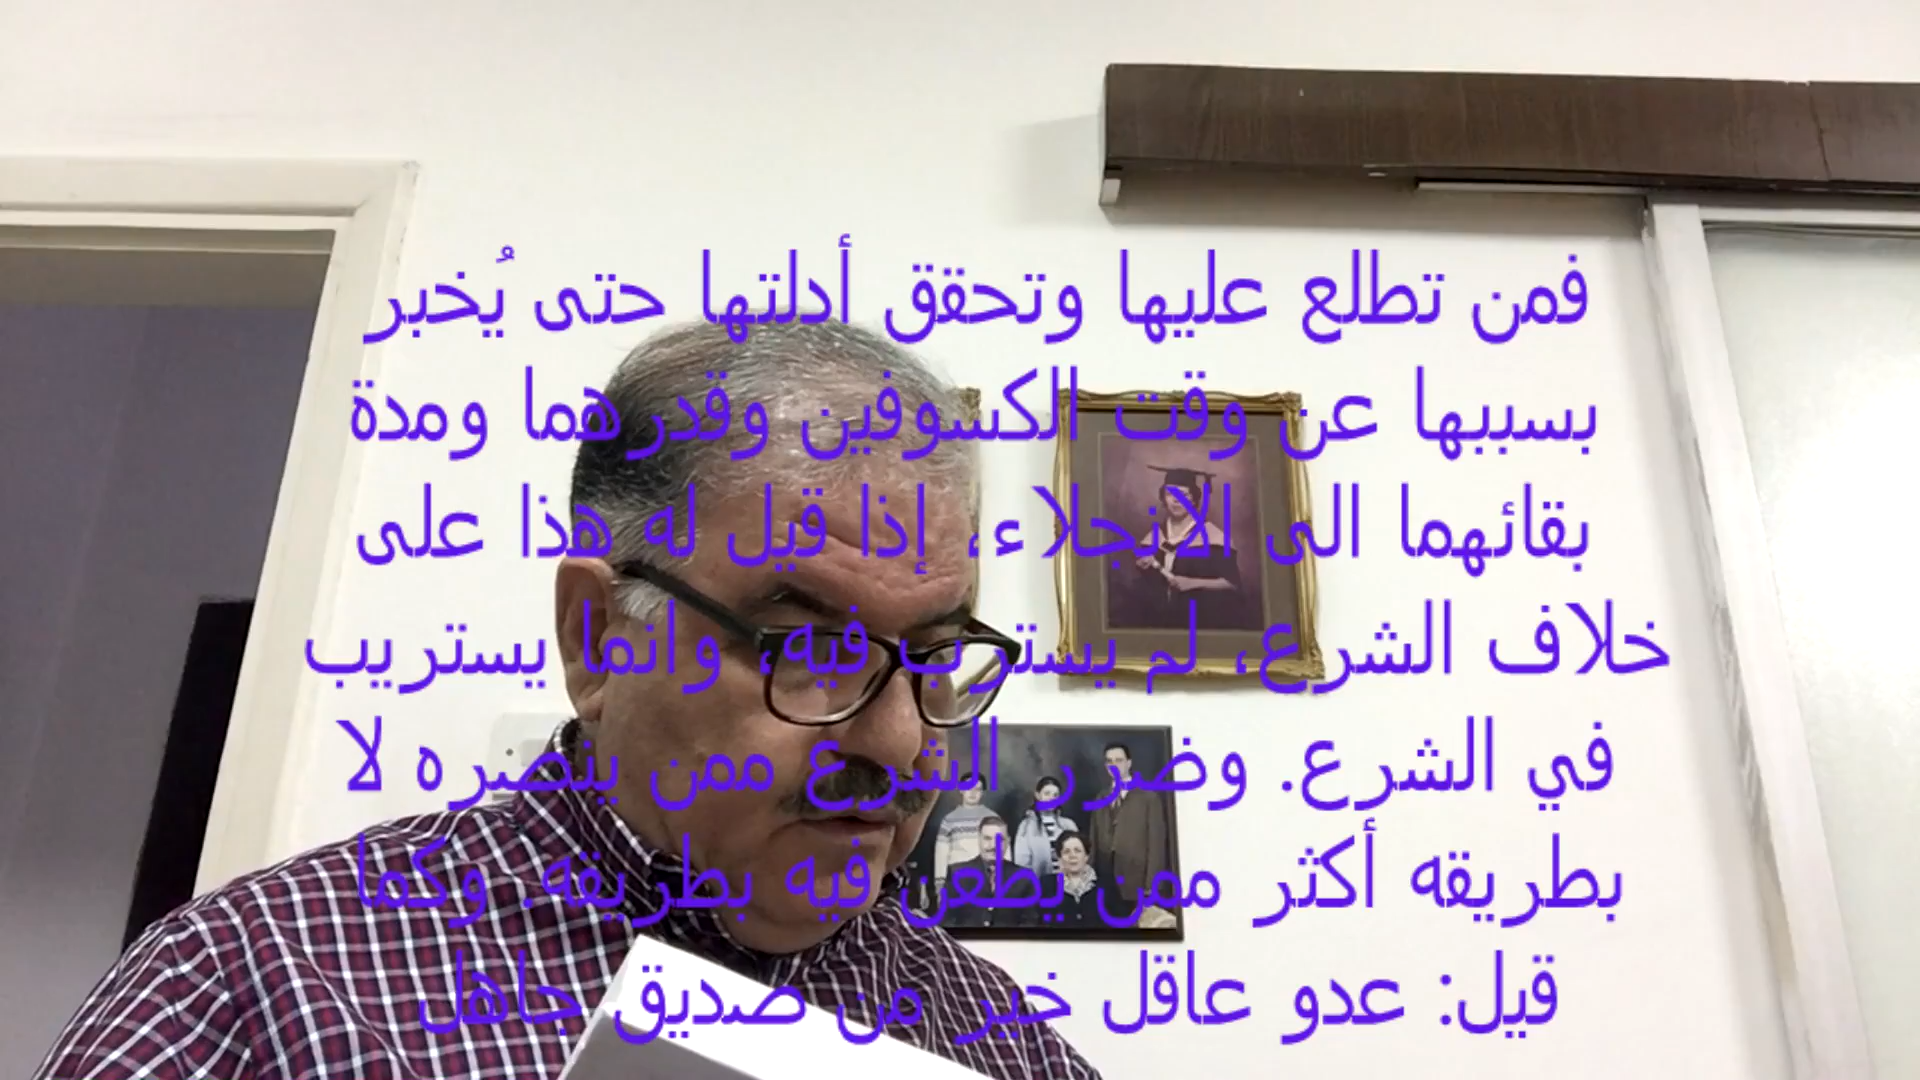 فمن تطلع عليها وتحقق أدلتها حتى يُخبر
بسببها عن وقت الكسوفين وقدرهما ومدة
بقائهما الى الانجلاء، إذا قيل له هذا على
خلاف الشرع، لم يسترب فيه، وانما يستريب
في الشرع. وضرر الشرع ممن ينصره لا
بطريقه أكثر ممن يطعن فيه بطريقه. وكما
قيل: عدو عاقل خير من صديق جاهل